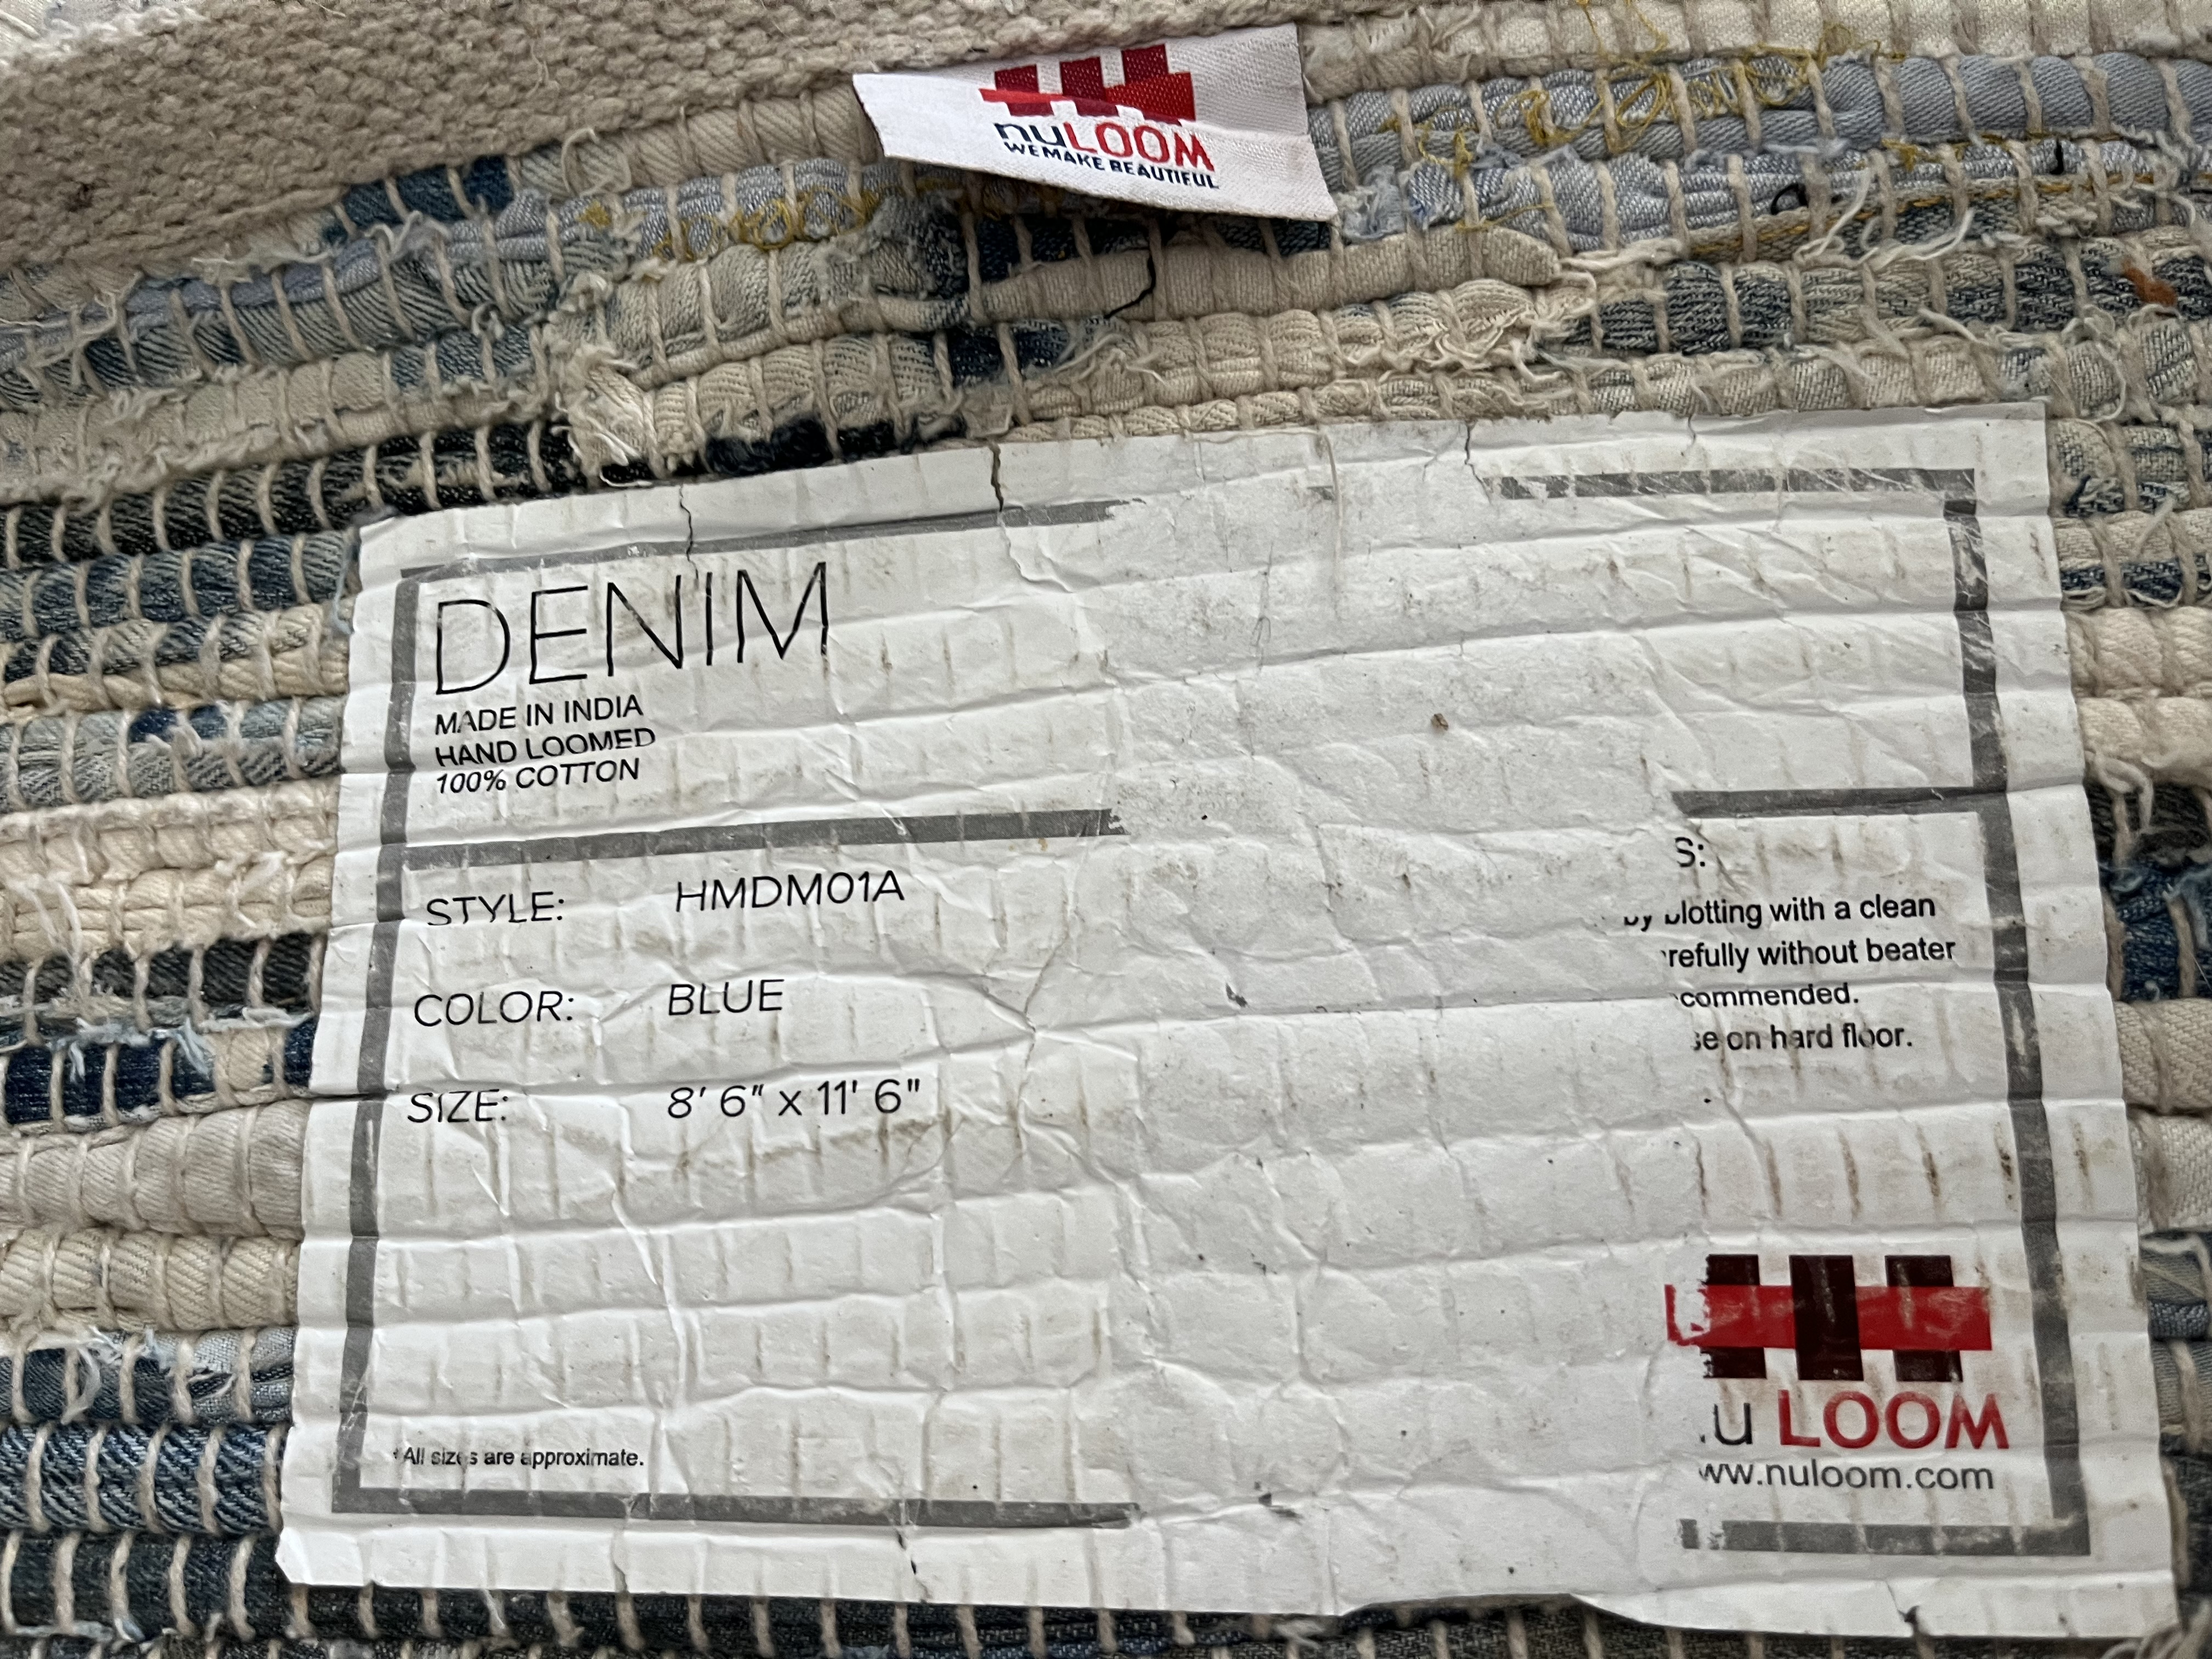 nuLOOM
WE MAKE BEAUTIFUL
DENIM
MADE IN INDIA
HAND LOOMED
100% COTTON
STYLE: HMDM01A
COLOR: BLUE
SIZE: 8' 6" x 11' 6"
*All sizes are approximate.
S:
by blotting with a clean
refully without beater
commended.
se on hard floor.
u LOOM
ww.nuloom.com